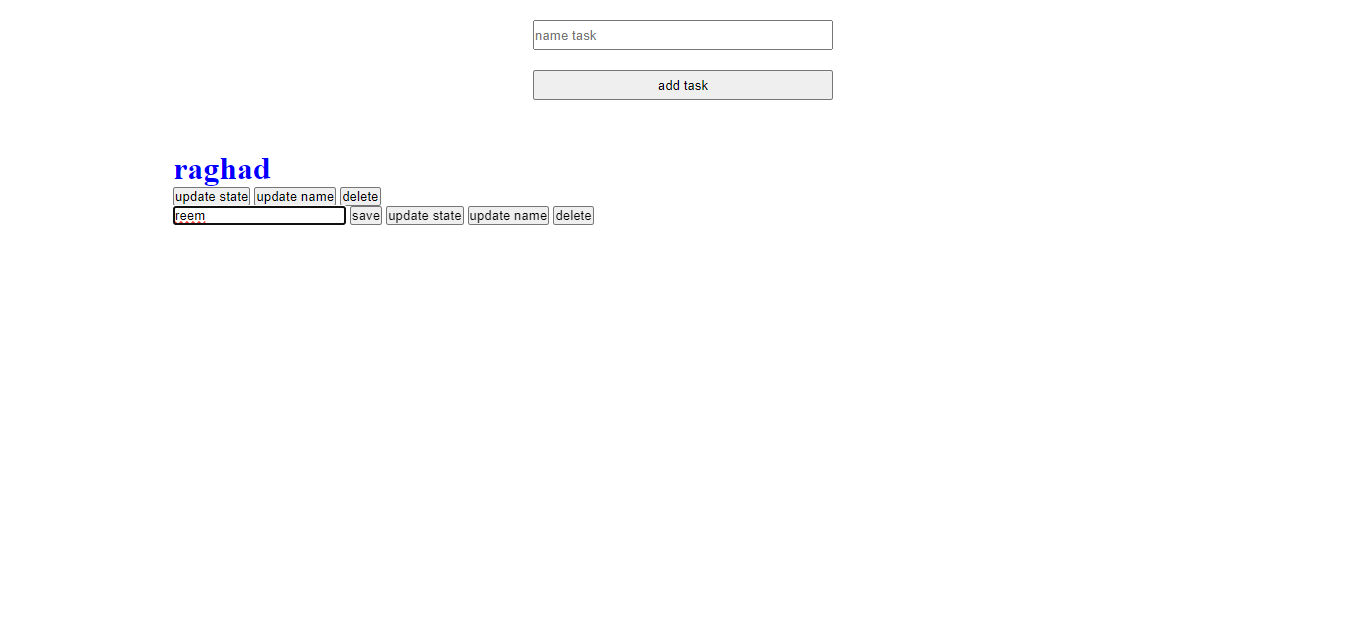 name task
add task
raghad
update state update name delete
reem save update state update name delete